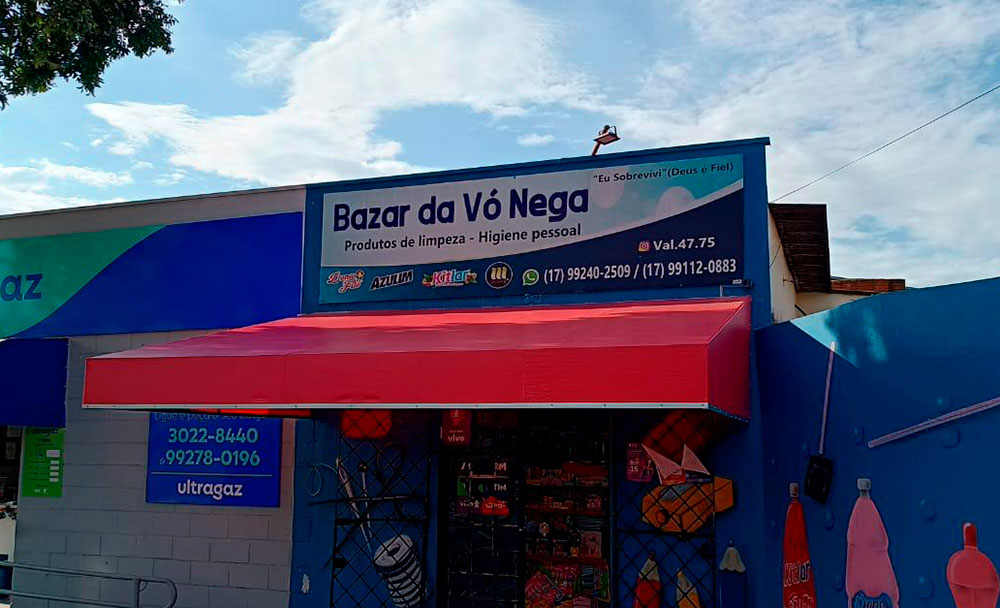 "Eu Sobrevivi"(Deus é Fiel)
Bazar da Vó Nega
Produtos de limpeza - Higiene pessoal
Val.47.75
AZULIM
Kitlar
(17) 99240-2509 / (17) 99112-0883
az
3022-8440
99278-0196
ultragaz
vivo
Kitlar